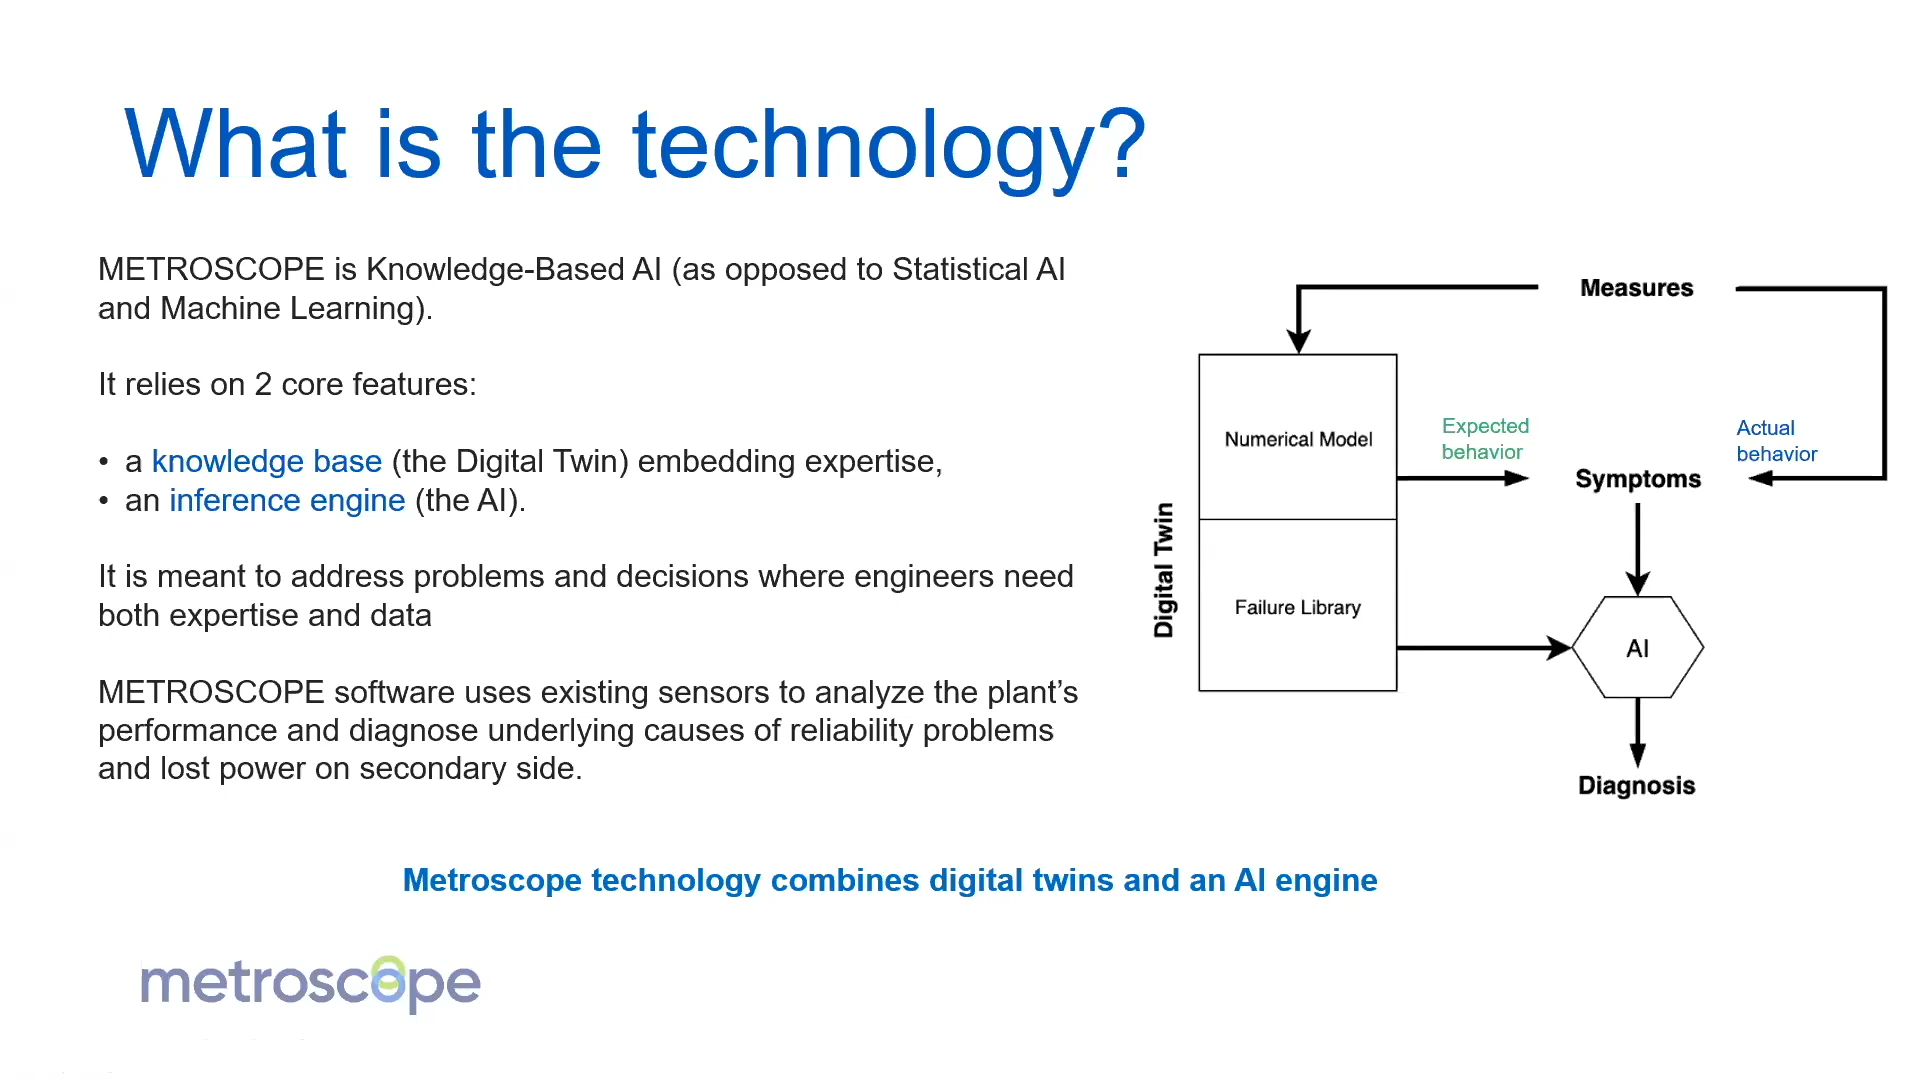 What is the technology?
METROSCOPE is Knowledge-Based AI (as opposed to Statistical AI
and Machine Learning).
It relies on 2 core features:
• a knowledge base (the Digital Twin) embedding expertise,
• an inference engine (the AI).
It is meant to address problems and decisions where engineers need
both expertise and data
METROSCOPE software uses existing sensors to analyze the plant’s
performance and diagnose underlying causes of reliability problems
and lost power on secondary side.
Measures
Numerical Model
Expected
behavior
Actual
behavior
Symptoms
Digital Twin
Failure Library
AI
Diagnosis
Metroscope technology combines digital twins and an AI engine
metroscope